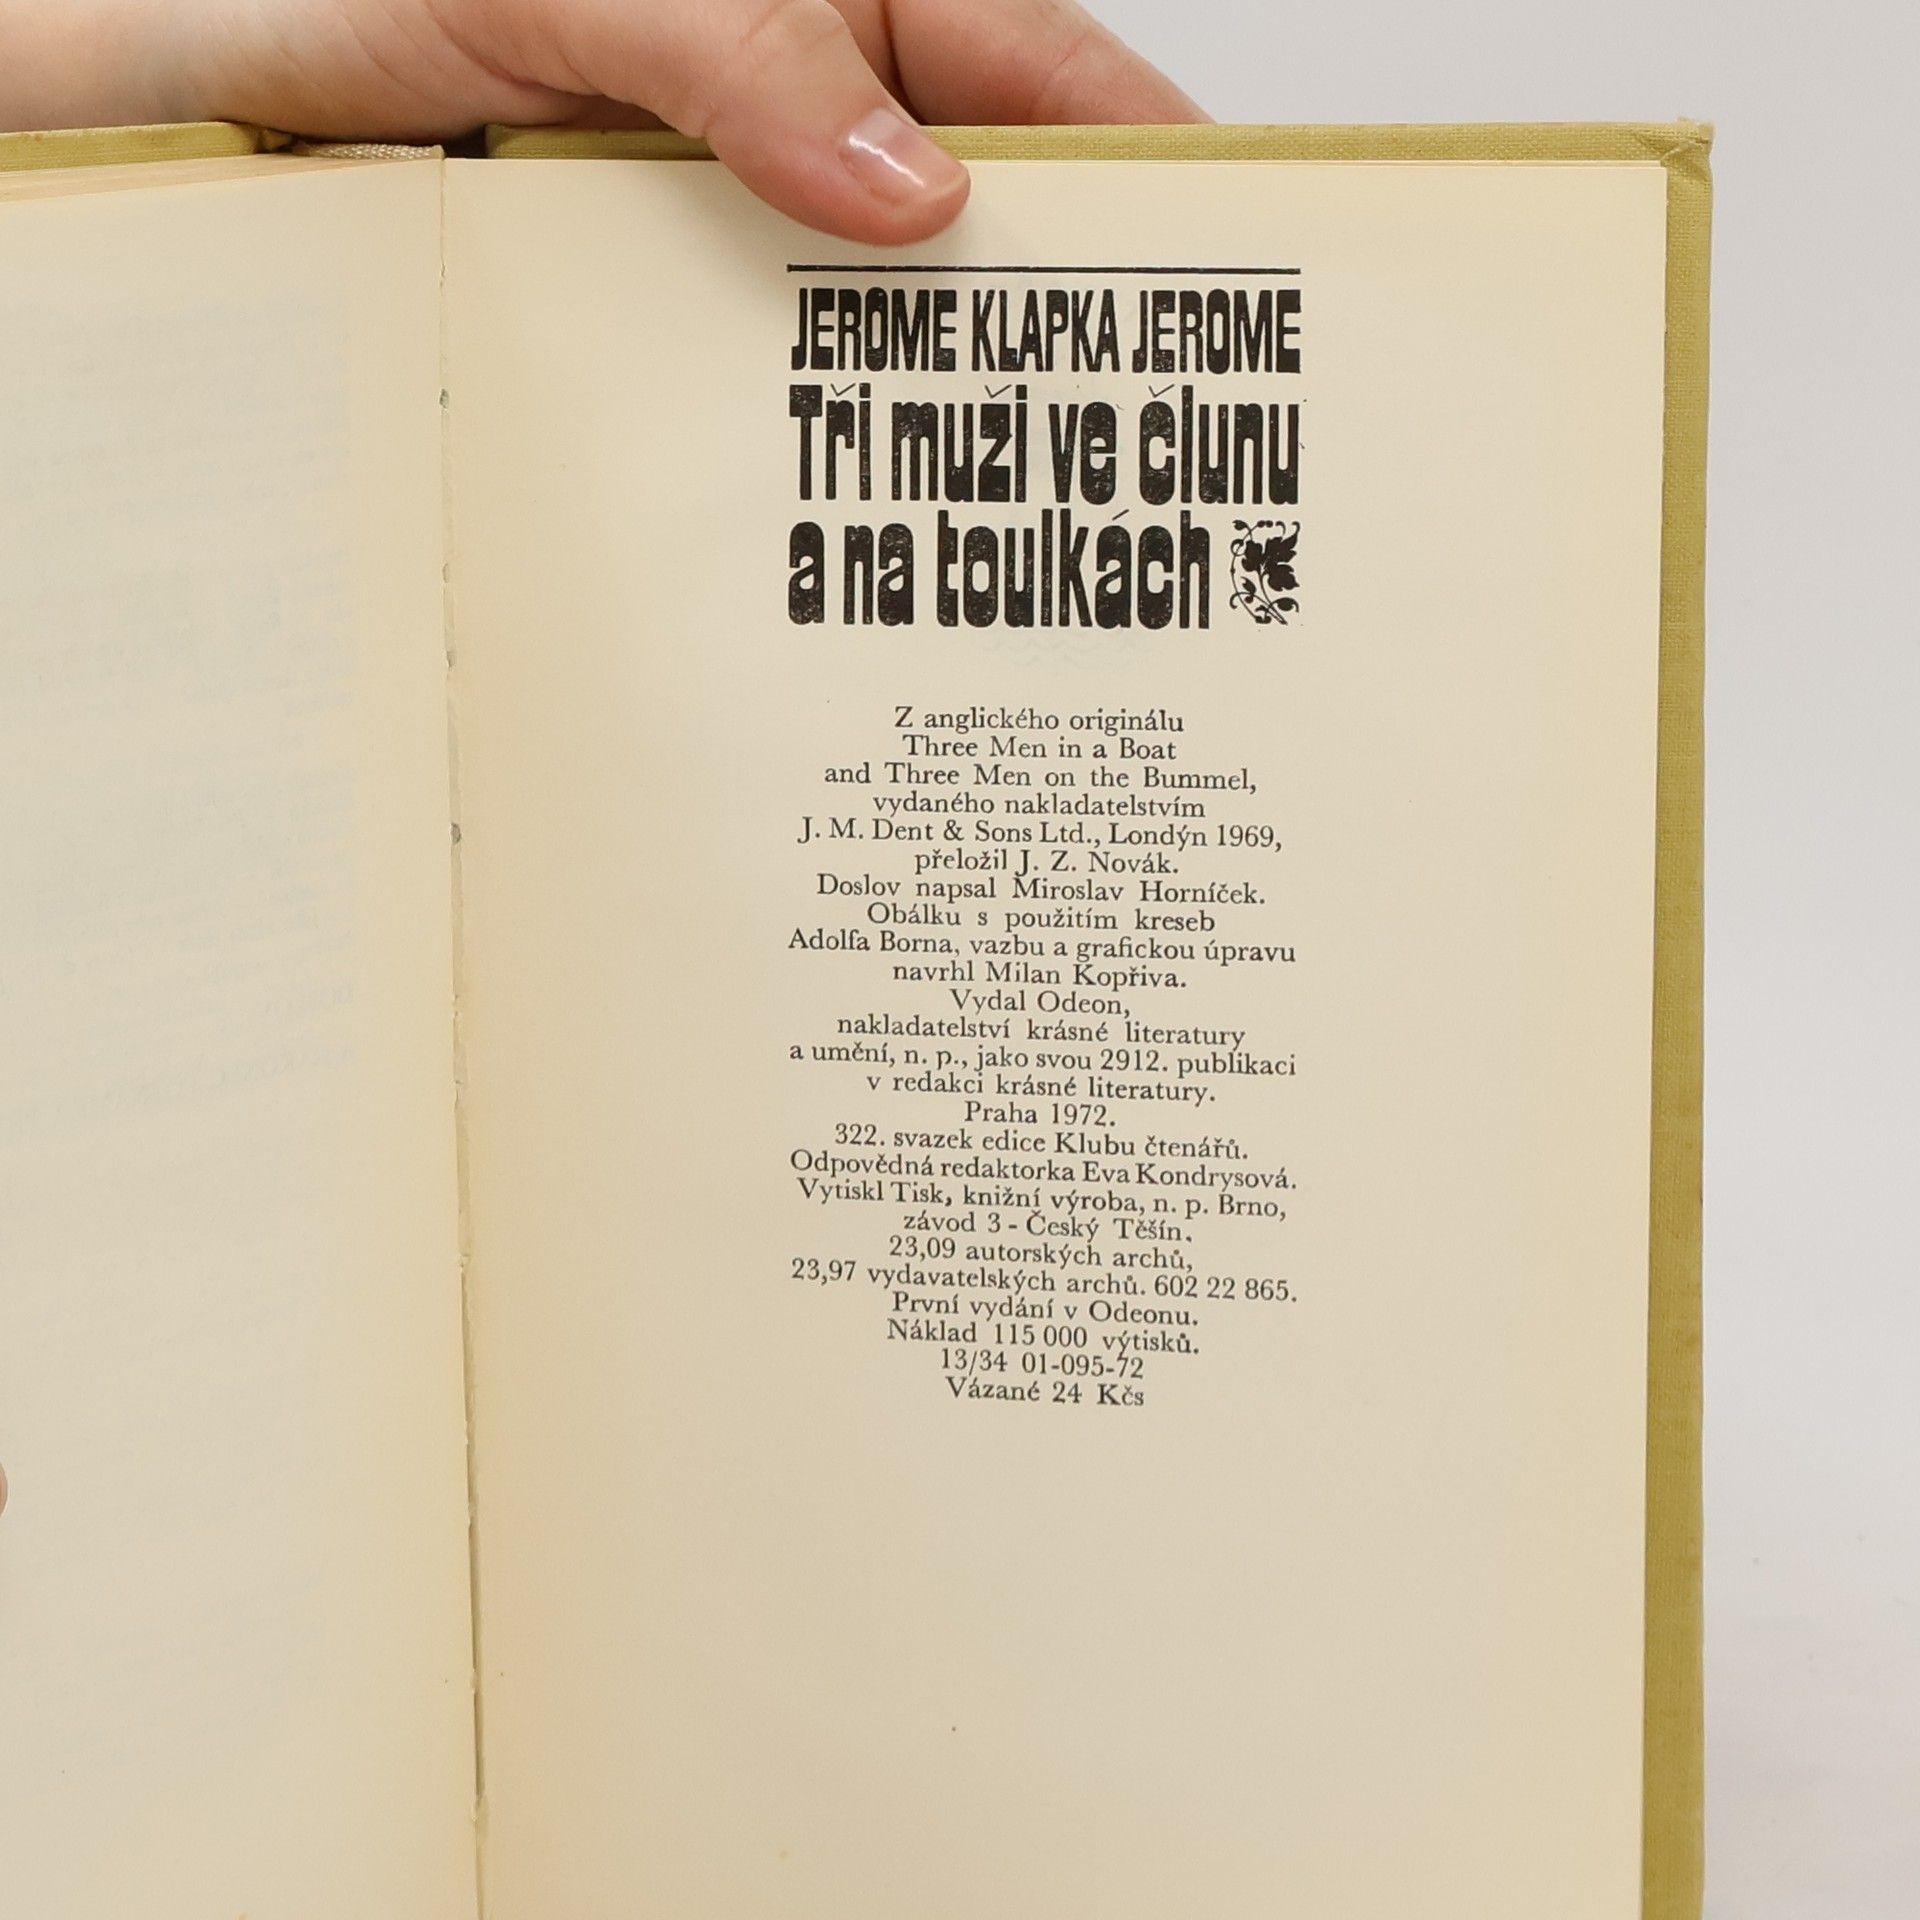 JEROME KLAPKA JEROME
Tři muži ve člunu
a na toulkách
Z anglického originálu
Three Men in a Boat
and Three Men on the Bummel,
vydaného nakladatelstvím
J. M. Dent & Sons Ltd., Londýn 1969,
přeložil J. Z. Novák.
Doslov napsal Miroslav Horníček.
Obálku s použitím kreseb
Adolfa Borna, vazbu a grafickou úpravu
navrhl Milan Kopřiva.
Vydal Odeon,
nakladatelství krásné literatury
a umění, n. p., jako svou 2912. publikaci
v redakci krásné literatury.
Praha 1972.
322. svazek edice Klubu čtenářů.
Odpovědná redaktorka Eva Kondrysová.
Vytiskl Tisk, knižní výroba, n. p. Brno,
závod 3 - Český Těšín.
23,09 autorských archů,
23,97 vydavatelských archů. 602 22 865.
První vydání v Odeonu.
Náklad 115 000 výtisků.
13/34 01-095-72
Vázané 24 Kčs